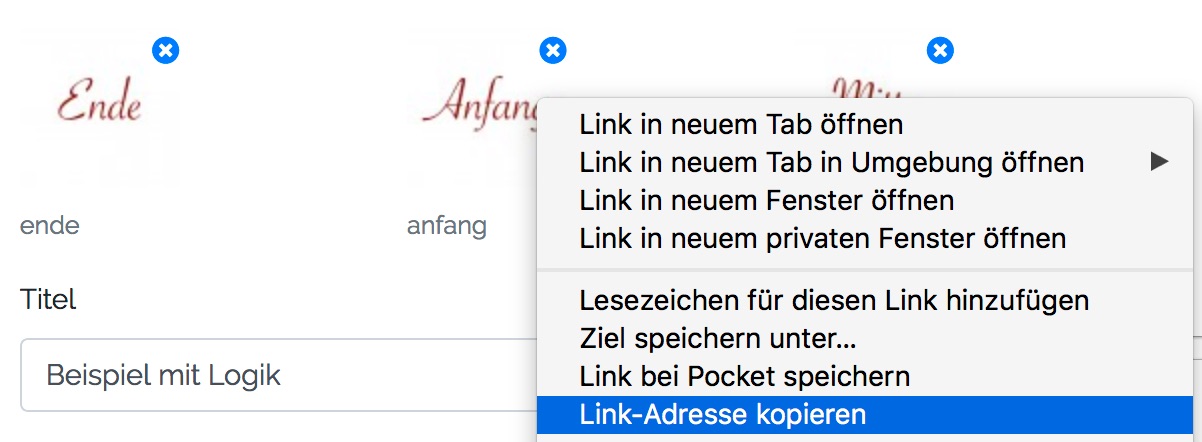 Ende
Anfang
ende
anfang
Titel
Beispiel mit Logik
Link in neuem Tab öffnen
Link in neuem Tab in Umgebung öffnen
Link in neuem Fenster öffnen
Link in neuem privaten Fenster öffnen
Lesezeichen für diesen Link hinzufügen
Ziel speichern unter...
Link bei Pocket speichern
Link-Adresse kopieren